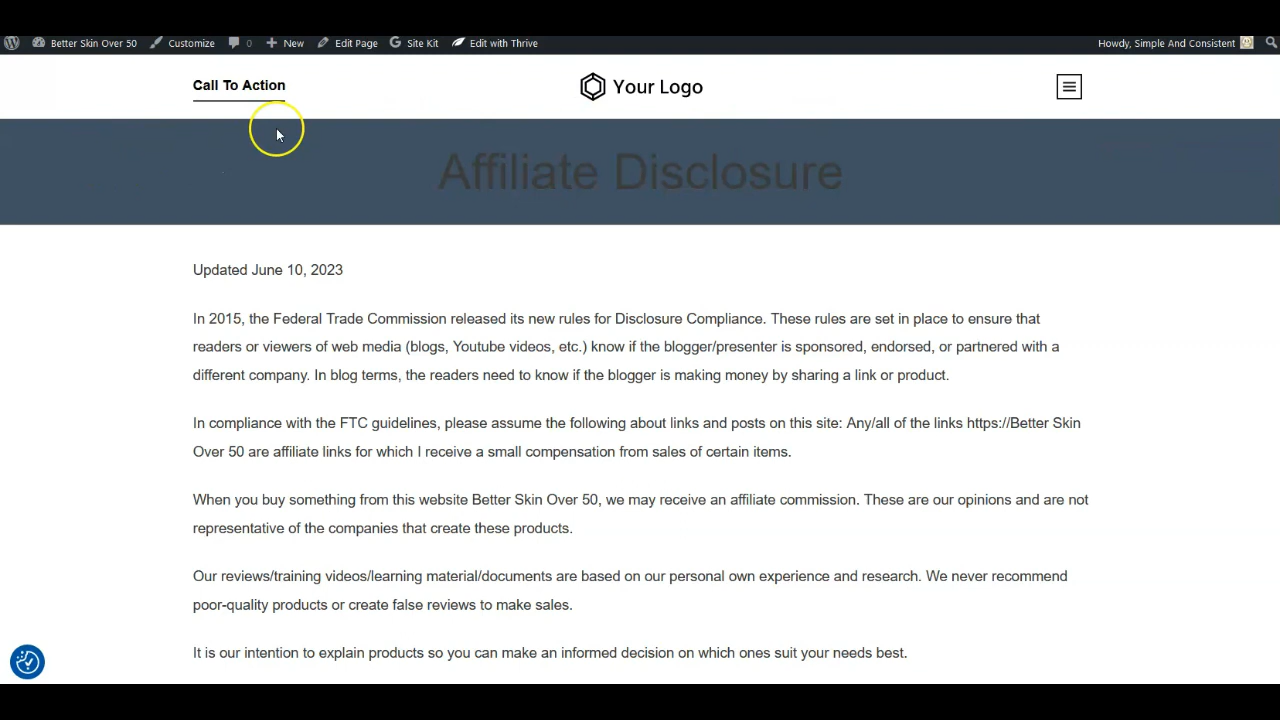 Better Skin Over 50 Customize 0 New Edit Page Site Kit Edit with Thrive Howdy, Simple And Consistent
Call To Action Your Logo
Affiliate Disclosure
Updated June 10, 2023
In 2015, the Federal Trade Commission released its new rules for Disclosure Compliance. These rules are set in place to ensure that
readers or viewers of web media (blogs, Youtube videos, etc.) know if the blogger/presenter is sponsored, endorsed, or partnered with a
different company. In blog terms, the readers need to know if the blogger is making money by sharing a link or product.
In compliance with the FTC guidelines, please assume the following about links and posts on this site: Any/all of the links https://Better Skin
Over 50 are affiliate links for which I receive a small compensation from sales of certain items.
When you buy something from this website Better Skin Over 50, we may receive an affiliate commission. These are our opinions and are not
representative of the companies that create these products.
Our reviews/training videos/learning material/documents are based on our personal own experience and research. We never recommend
poor-quality products or create false reviews to make sales.
It is our intention to explain products so you can make an informed decision on which ones suit your needs best.